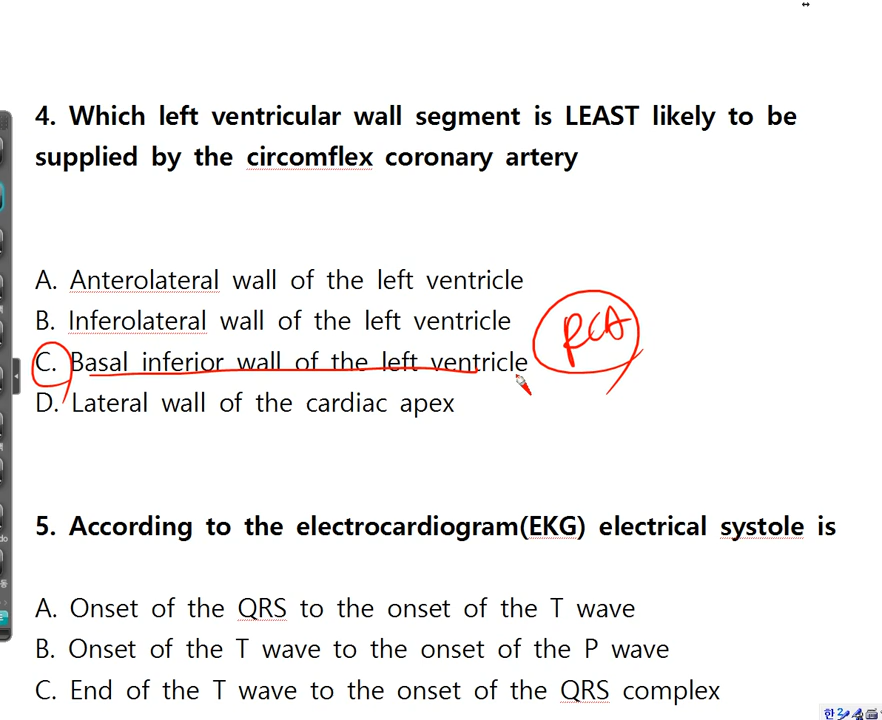 4. Which left ventricular wall segment is LEAST likely to be
supplied by the circomflex coronary artery
A. Anterolateral wall of the left ventricle
B. Inferolateral wall of the left ventricle
RCA
C. Basal inferior wall of the left ventricle
D. Lateral wall of the cardiac apex
5. According to the electrocardiogram(EKG) electrical systole is
A. Onset of the QRS to the onset of the T wave
B. Onset of the T wave to the onset of the P wave
C. End of the T wave to the onset of the QRS complex
한